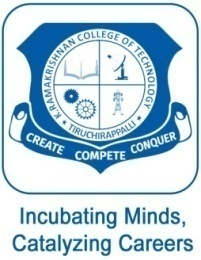 K.RAMAKRISHNAN COLLEGE OF TECHNOLOGY
TIRUCHIRAPPALLI
CREATE COMPETE CONQUER
Incubating Minds,
Catalyzing Careers